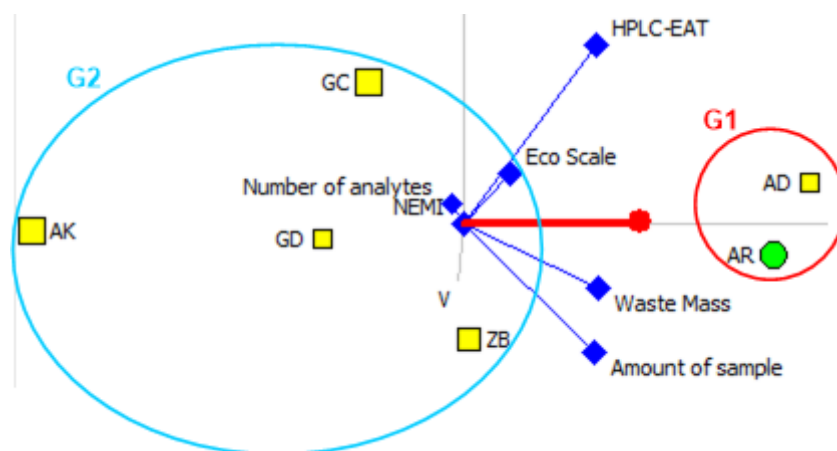 HPLC-EAT
G2
GC
G1
Eco Scale
Number of analytes
AD
NEMI
AK
GD
AR
V
Waste Mass
ZB
Amount of sample